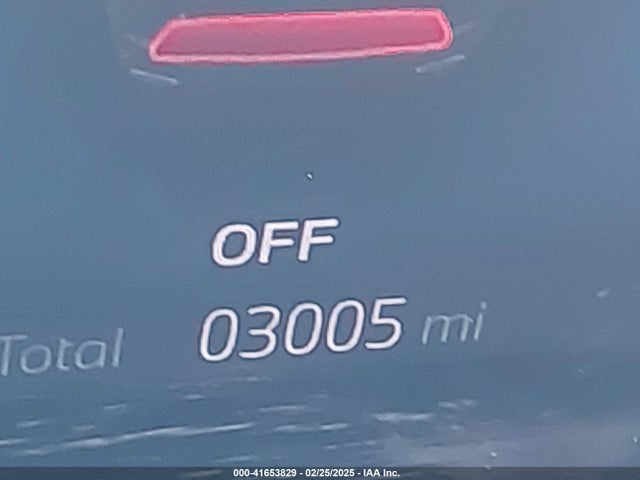 OFF
Total 03005 mi
000-41653829 - 02/25/2025 - IAA Inc.